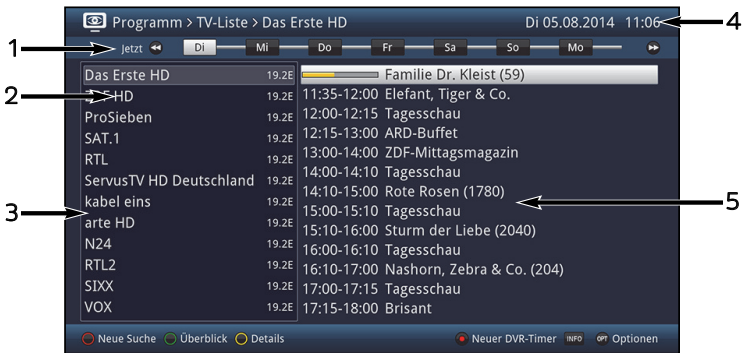 Programm > TV-Liste > Das Erste HD Di 05.08.2014 11:06 4
1 Jetzt Di Mi Do Fr Sa So Mo
Das Erste HD 19.2E Familie Dr. Kleist (59)
2 HD 19.2E 11:35-12:00 Elefant, Tiger & Co.
ProSieben 19.2E 12:00-12:15 Tagesschau
SAT.1 19.2E 12:15-13:00 ARD-Buffet
RTL 19.2E 13:00-14:00 ZDF-Mittagsmagazin
ServusTV HD Deutschland 19.2E 14:00-14:10 Tagesschau
kabel eins 19.2E 14:10-15:00 Rote Rosen (1780) 5
3 arte HD 19.2E 15:00-15:10 Tagesschau
N24 19.2E 15:10-16:00 Sturm der Liebe (2040)
RTL2 19.2E 16:00-16:10 Tagesschau
SIXX 19.2E 16:10-17:00 Nashorn, Zebra & Co. (204)
VOX 19.2E 17:00-17:15 Tagesschau
17:15-18:00 Brisant
Neue Suche Überblick Details Neuer DVR-Timer INFO OPT Optionen